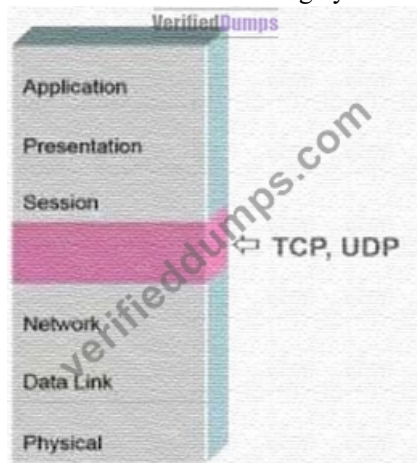 VerifiedDumps
Application
Presentation
Session
⇦ TCP, UDP
Network
Data Link
Physical
verifieddumps.com